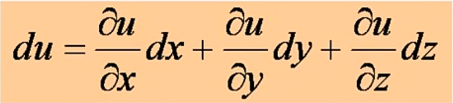 du = ∂u/∂x dx + ∂u/∂y dy + ∂u/∂z dz